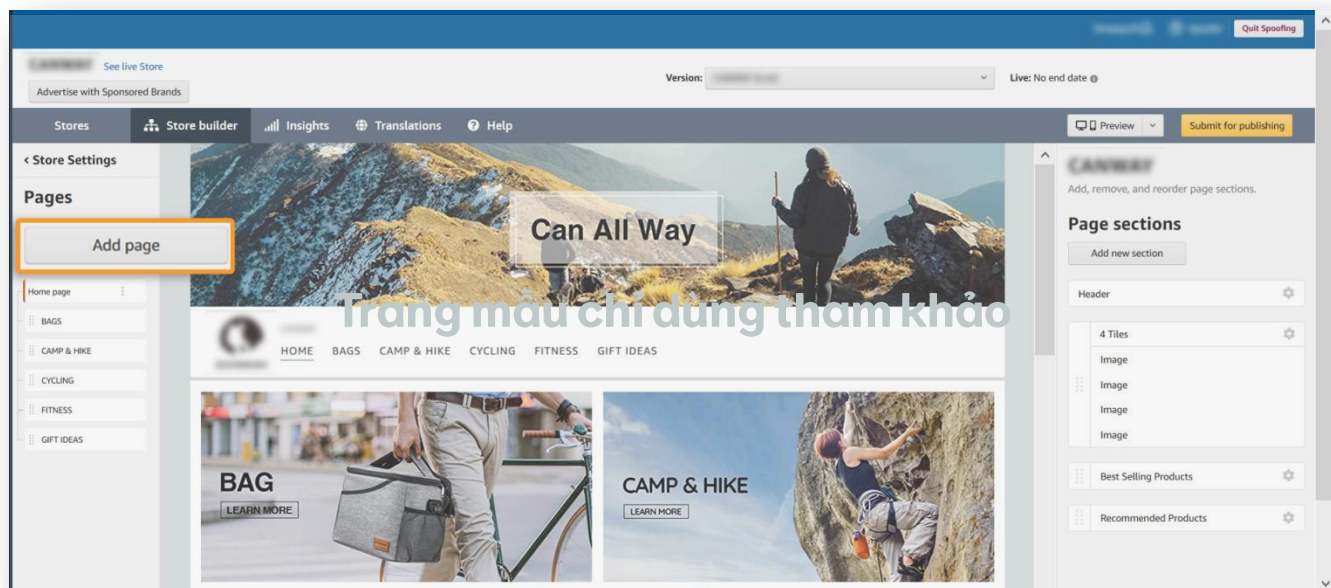 Quit Spoofing
See live Store
Advertise with Sponsored Brands
Version:
Live: No end date
Stores Store builder Insights Translations Help Preview Submit for publishing
< Store Settings
Pages
Add page
Home page
BAGS
CAMP & HIKE
CYCLING
FITNESS
GIFT IDEAS
Can All Way
Trang mẫu chỉ dùng tham khảo
HOME BAGS CAMP & HIKE CYCLING FITNESS GIFT IDEAS
BAG
LEARN MORE
CAMP & HIKE
LEARN MORE
CANWAY
Add, remove, and reorder page sections.
Page sections
Add new section
Header
4 Tiles
Image
Image
Image
Image
Best Selling Products
Recommended Products